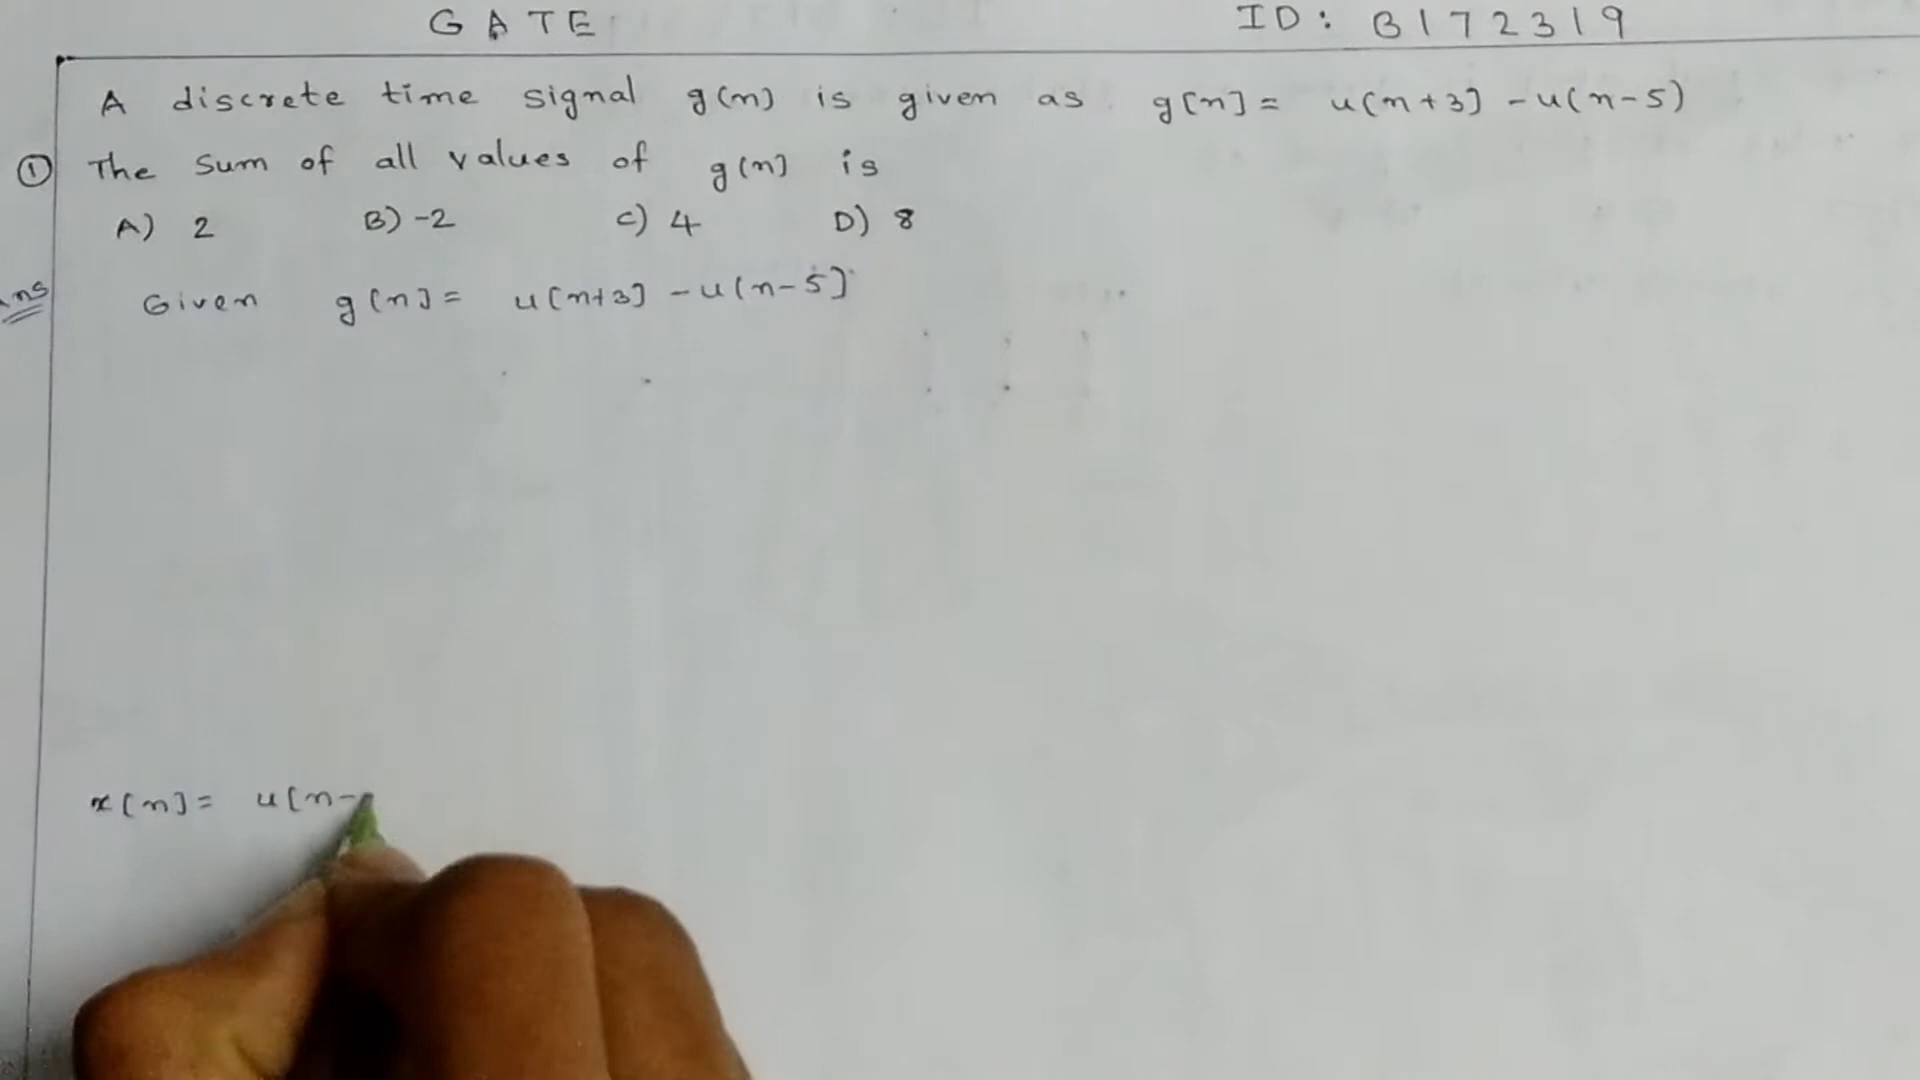 GATE ID: B172319
A discrete time signal g(n) is given as g[n] = u(n+3] - u(n-5)
① The sum of all values of g(n) is
A) 2 B) -2 C) 4 D) 8
Ans Given g[n] = u[n+3] - u(n-5]
x[n] = u[n-